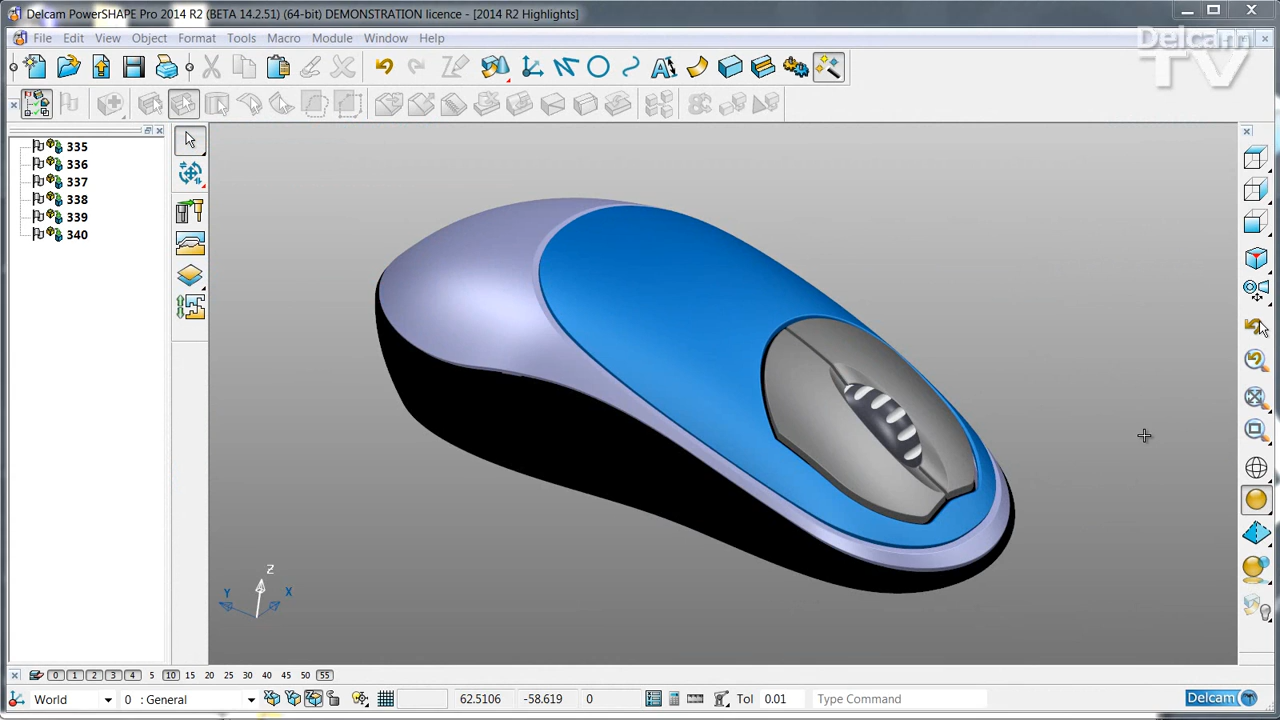 Delcam PowerSHAPE Pro 2014 R2 (BETA 14.2.51) (64-bit) DEMONSTRATION licence - [2014 R2 Highlights]
File Edit View Object Format Tools Macro Module Window Help
Delcam
TV
335
336
337
338
339
340
Z
Y
X
0 1 2 3 4 5 10 15 20 25 30 40 45 50 55
World 0 : General 62.5106 -58.619 0 Tol 0.01 Type Command Delcam